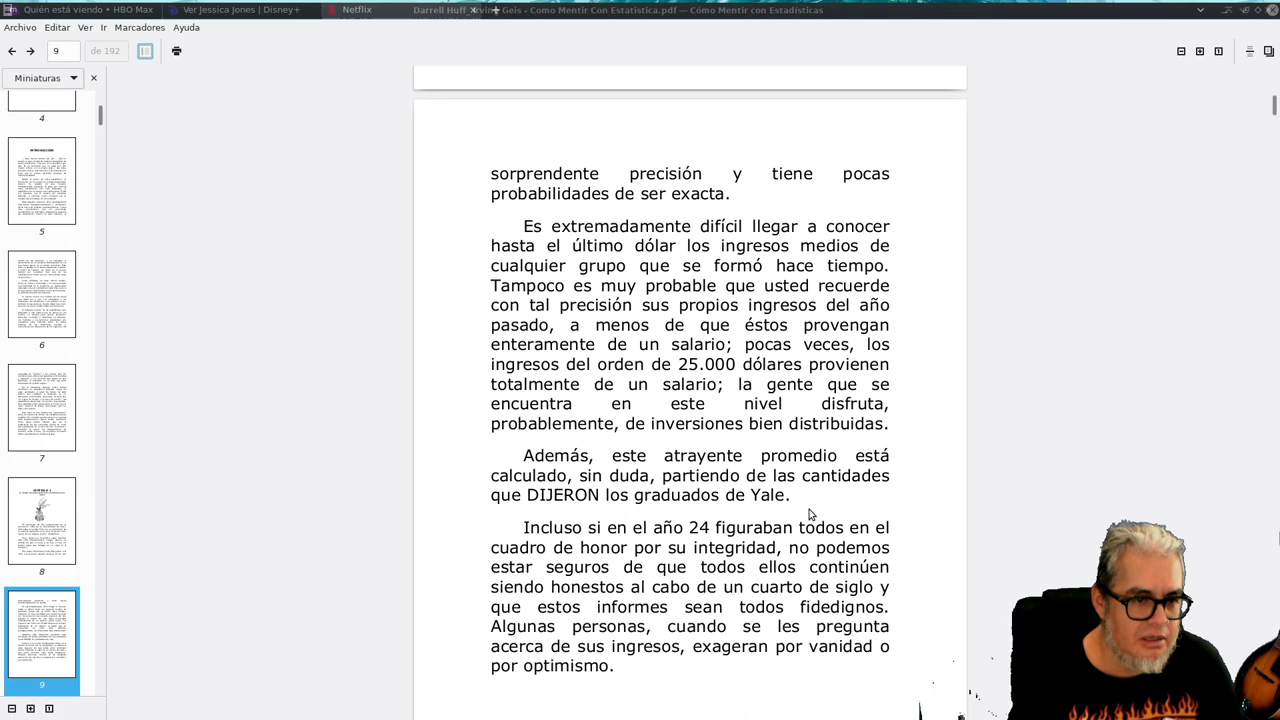 Quién está viendo • HBO Max
Ver Jessica Jones | Disney+
Netflix
Darrell Huff_Irving Geis - Como Mentir Con Estatistica.pdf — Cómo Mentir con Estadísticas
Archivo Editar Ver Ir Marcadores Ayuda
9 de 192
Miniaturas
4
5
6
7
8
9
sorprendente precisión y tiene pocas
probabilidades de ser exacta.
Es extremadamente difícil llegar a conocer
hasta el último dólar los ingresos medios de
cualquier grupo que se formó hace tiempo.
Tampoco es muy probable que usted recuerde
con tal precisión sus propios ingresos del año
pasado, a menos de que éstos provengan
enteramente de un salario; pocas veces, los
ingresos del orden de 25.000 dólares provienen
totalmente de un salario; la gente que se
encuentra en este nivel disfruta,
probablemente, de inversiones bien distribuidas.
Además, este atrayente promedio está
calculado, sin duda, partiendo de las cantidades
que DIJERON los graduados de Yale.
Incluso si en el año 24 figuraban todos en el
cuadro de honor por su integridad, no podemos
estar seguros de que todos ellos continúen
siendo honestos al cabo de un cuarto de siglo y
que estos informes sean todos fidedignos.
Algunas personas, cuando se les pregunta
acerca de sus ingresos, exageran por vanidad o
por optimismo.